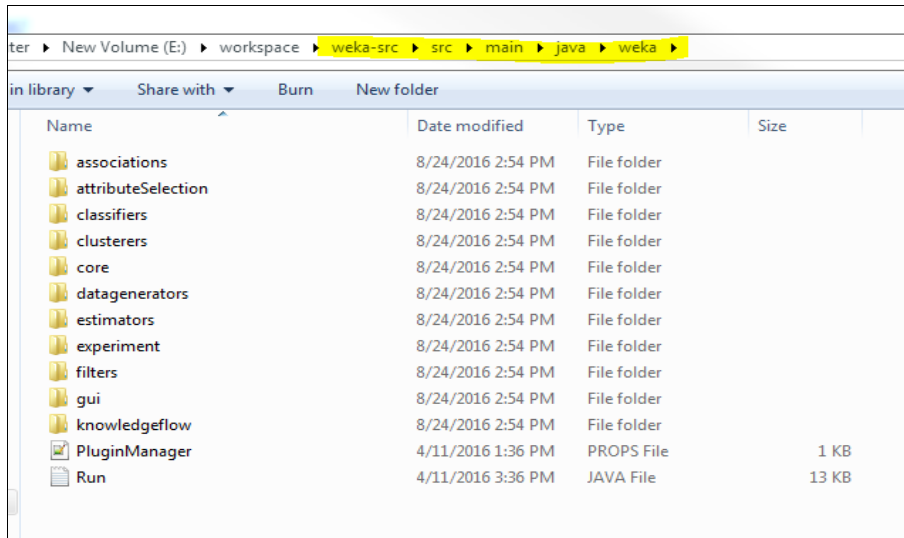 ter ▸ New Volume (E:) ▸ workspace ▸ weka-src ▸ src ▸ main ▸ java ▸ weka ▸
in library Share with Burn New folder
Name Date modified Type Size
associations 8/24/2016 2:54 PM File folder
attributeSelection 8/24/2016 2:54 PM File folder
classifiers 8/24/2016 2:54 PM File folder
clusterers 8/24/2016 2:54 PM File folder
core 8/24/2016 2:54 PM File folder
datagenerators 8/24/2016 2:54 PM File folder
estimators 8/24/2016 2:54 PM File folder
experiment 8/24/2016 2:54 PM File folder
filters 8/24/2016 2:54 PM File folder
gui 8/24/2016 2:54 PM File folder
knowledgeflow 8/24/2016 2:54 PM File folder
PluginManager 4/11/2016 1:36 PM PROPS File 1 KB
Run 4/11/2016 3:36 PM JAVA File 13 KB